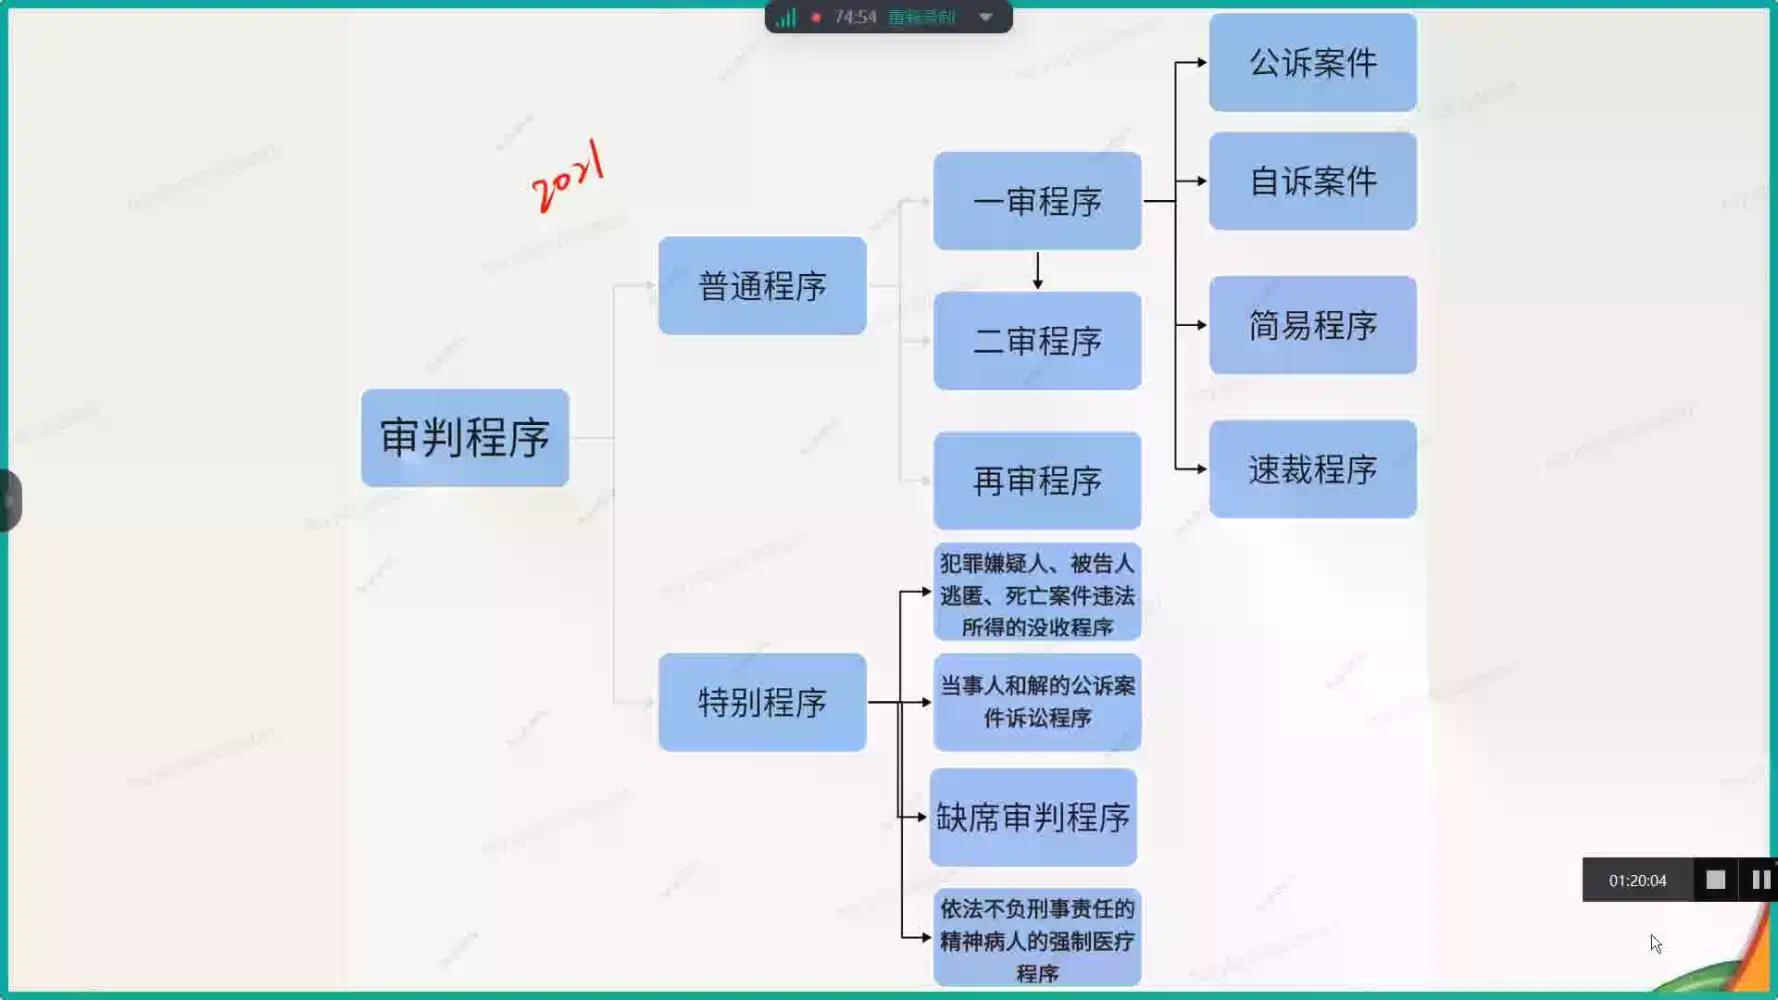 74:54
公诉案件
自诉案件
2021
一审程序
普通程序
简易程序
二审程序
审判程序
速裁程序
再审程序
犯罪嫌疑人、被告人
逃匿、死亡案件违法
所得的没收程序
特别程序
当事人和解的公诉案
件诉讼程序
缺席审判程序
01:20:04
依法不负刑事责任的
精神病人的强制医疗
程序